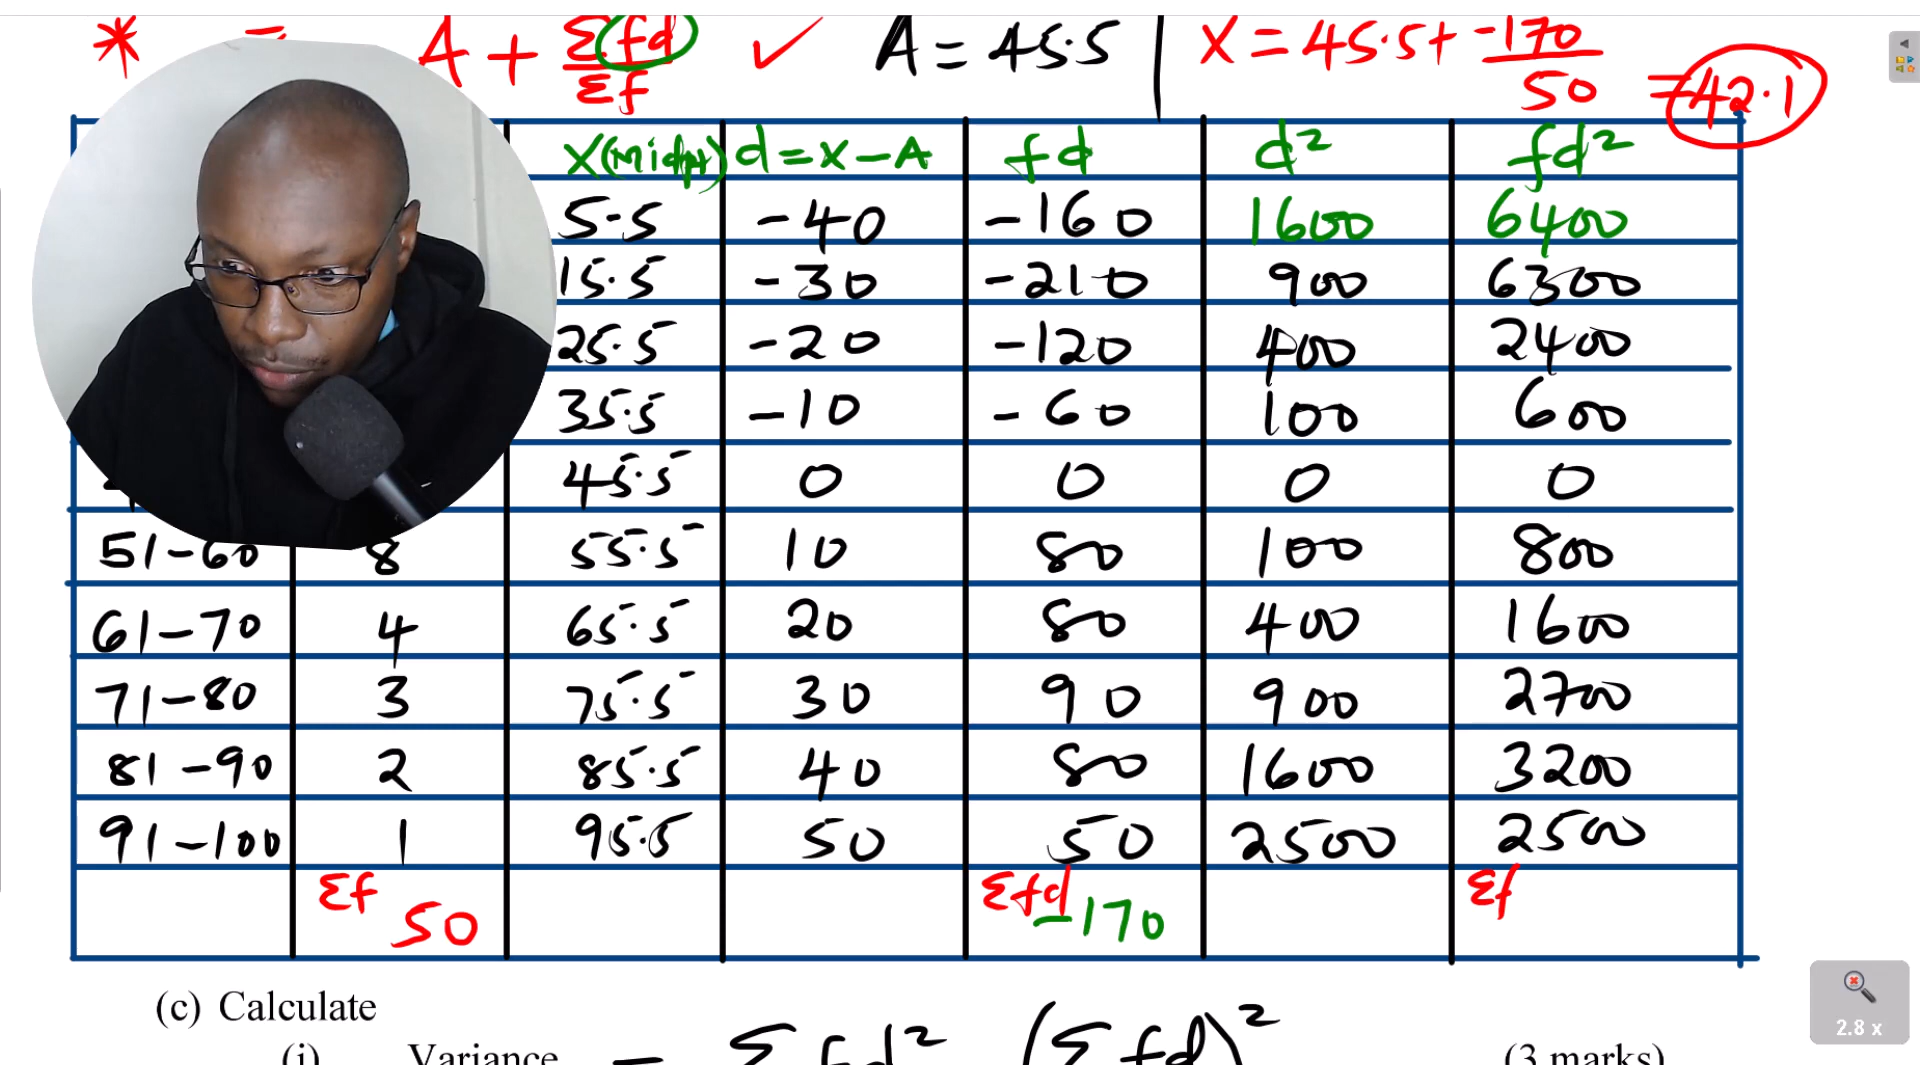 * = A + Σfd/Σf ✓ A = 45.5 | X = 45.5 + -170/50 = 42.1
X(Midpt) d = x - A fd d² fd²
5.5 -40 -160 1600 6400
15.5 -30 -210 900 6300
25.5 -20 -120 400 2400
35.5 -10 -60 100 600
45.5 0 0 0 0
51-60 8 55.5 10 80 100 800
61-70 4 65.5 20 80 400 1600
71-80 3 75.5 30 90 900 2700
81-90 2 85.5 40 80 1600 3200
91-100 1 95.5 50 50 2500 2500
Σf 50 Σfd -170 Σf
(c) Calculate
(i) Variance = Σfd² (Σfd)² (3 marks)
2.8 x